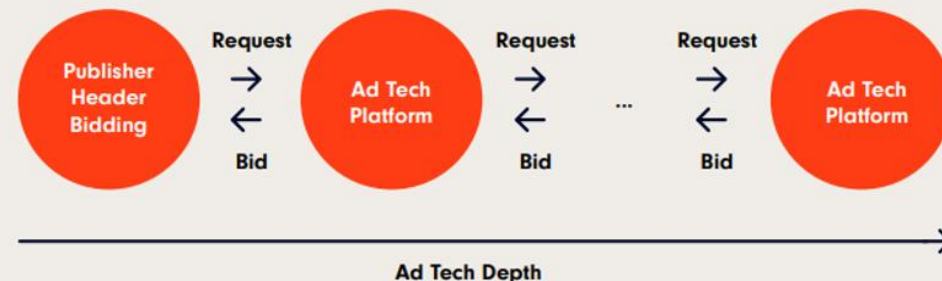 Publisher
Header
Bidding
Request
Bid
Ad Tech
Platform
Request
Bid
...
Request
Bid
Ad Tech
Platform
Ad Tech Depth